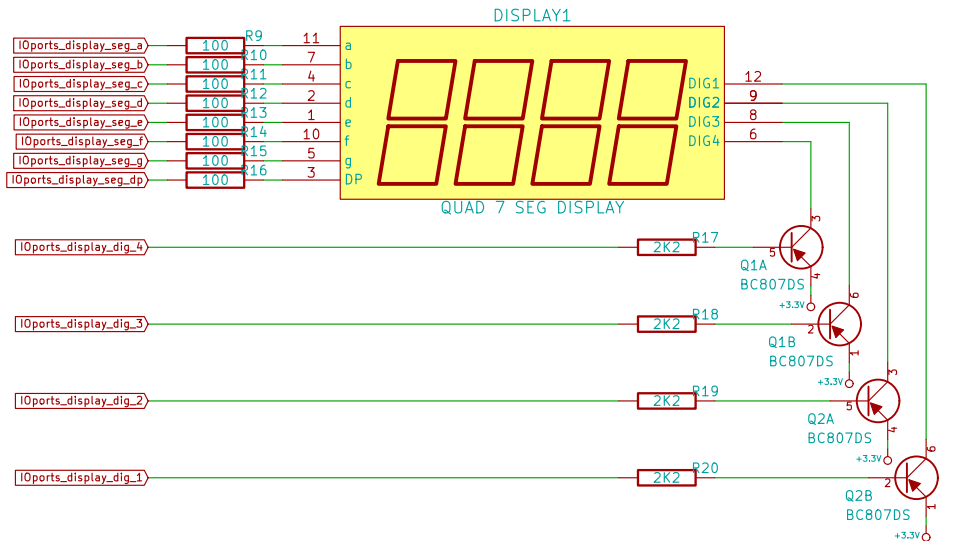 DISPLAY1
IOports_display_seg_a 100 R9 11 a
IOports_display_seg_b 100 R10 7 b
IOports_display_seg_c 100 R11 4 c DIG1 12
IOports_display_seg_d 100 R12 2 d DIG2 9
IOports_display_seg_e 100 R13 1 e DIG3 8
IOports_display_seg_f 100 R14 10 f DIG4 6
IOports_display_seg_g 100 R15 5 g
IOports_display_seg_dp 100 R16 3 DP
QUAD 7 SEG DISPLAY
IOports_display_dig_4 2K2 R17 5 3 4
Q1A
BC807DS
+3.3V
IOports_display_dig_3 2K2 R18 2 6 1
Q1B
BC807DS
+3.3V
IOports_display_dig_2 2K2 R19 5 3 4
Q2A
BC807DS
+3.3V
IOports_display_dig_1 2K2 R20 2 6 1
Q2B
BC807DS
+3.3V